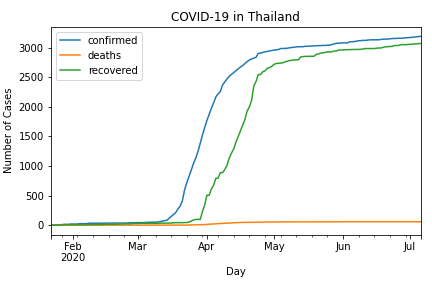 COVID-19 in Thailand
confirmed
deaths
recovered
Number of Cases
3000
2500
2000
1500
1000
500
0
Feb
2020
Mar
Apr
May
Jun
Jul
Day